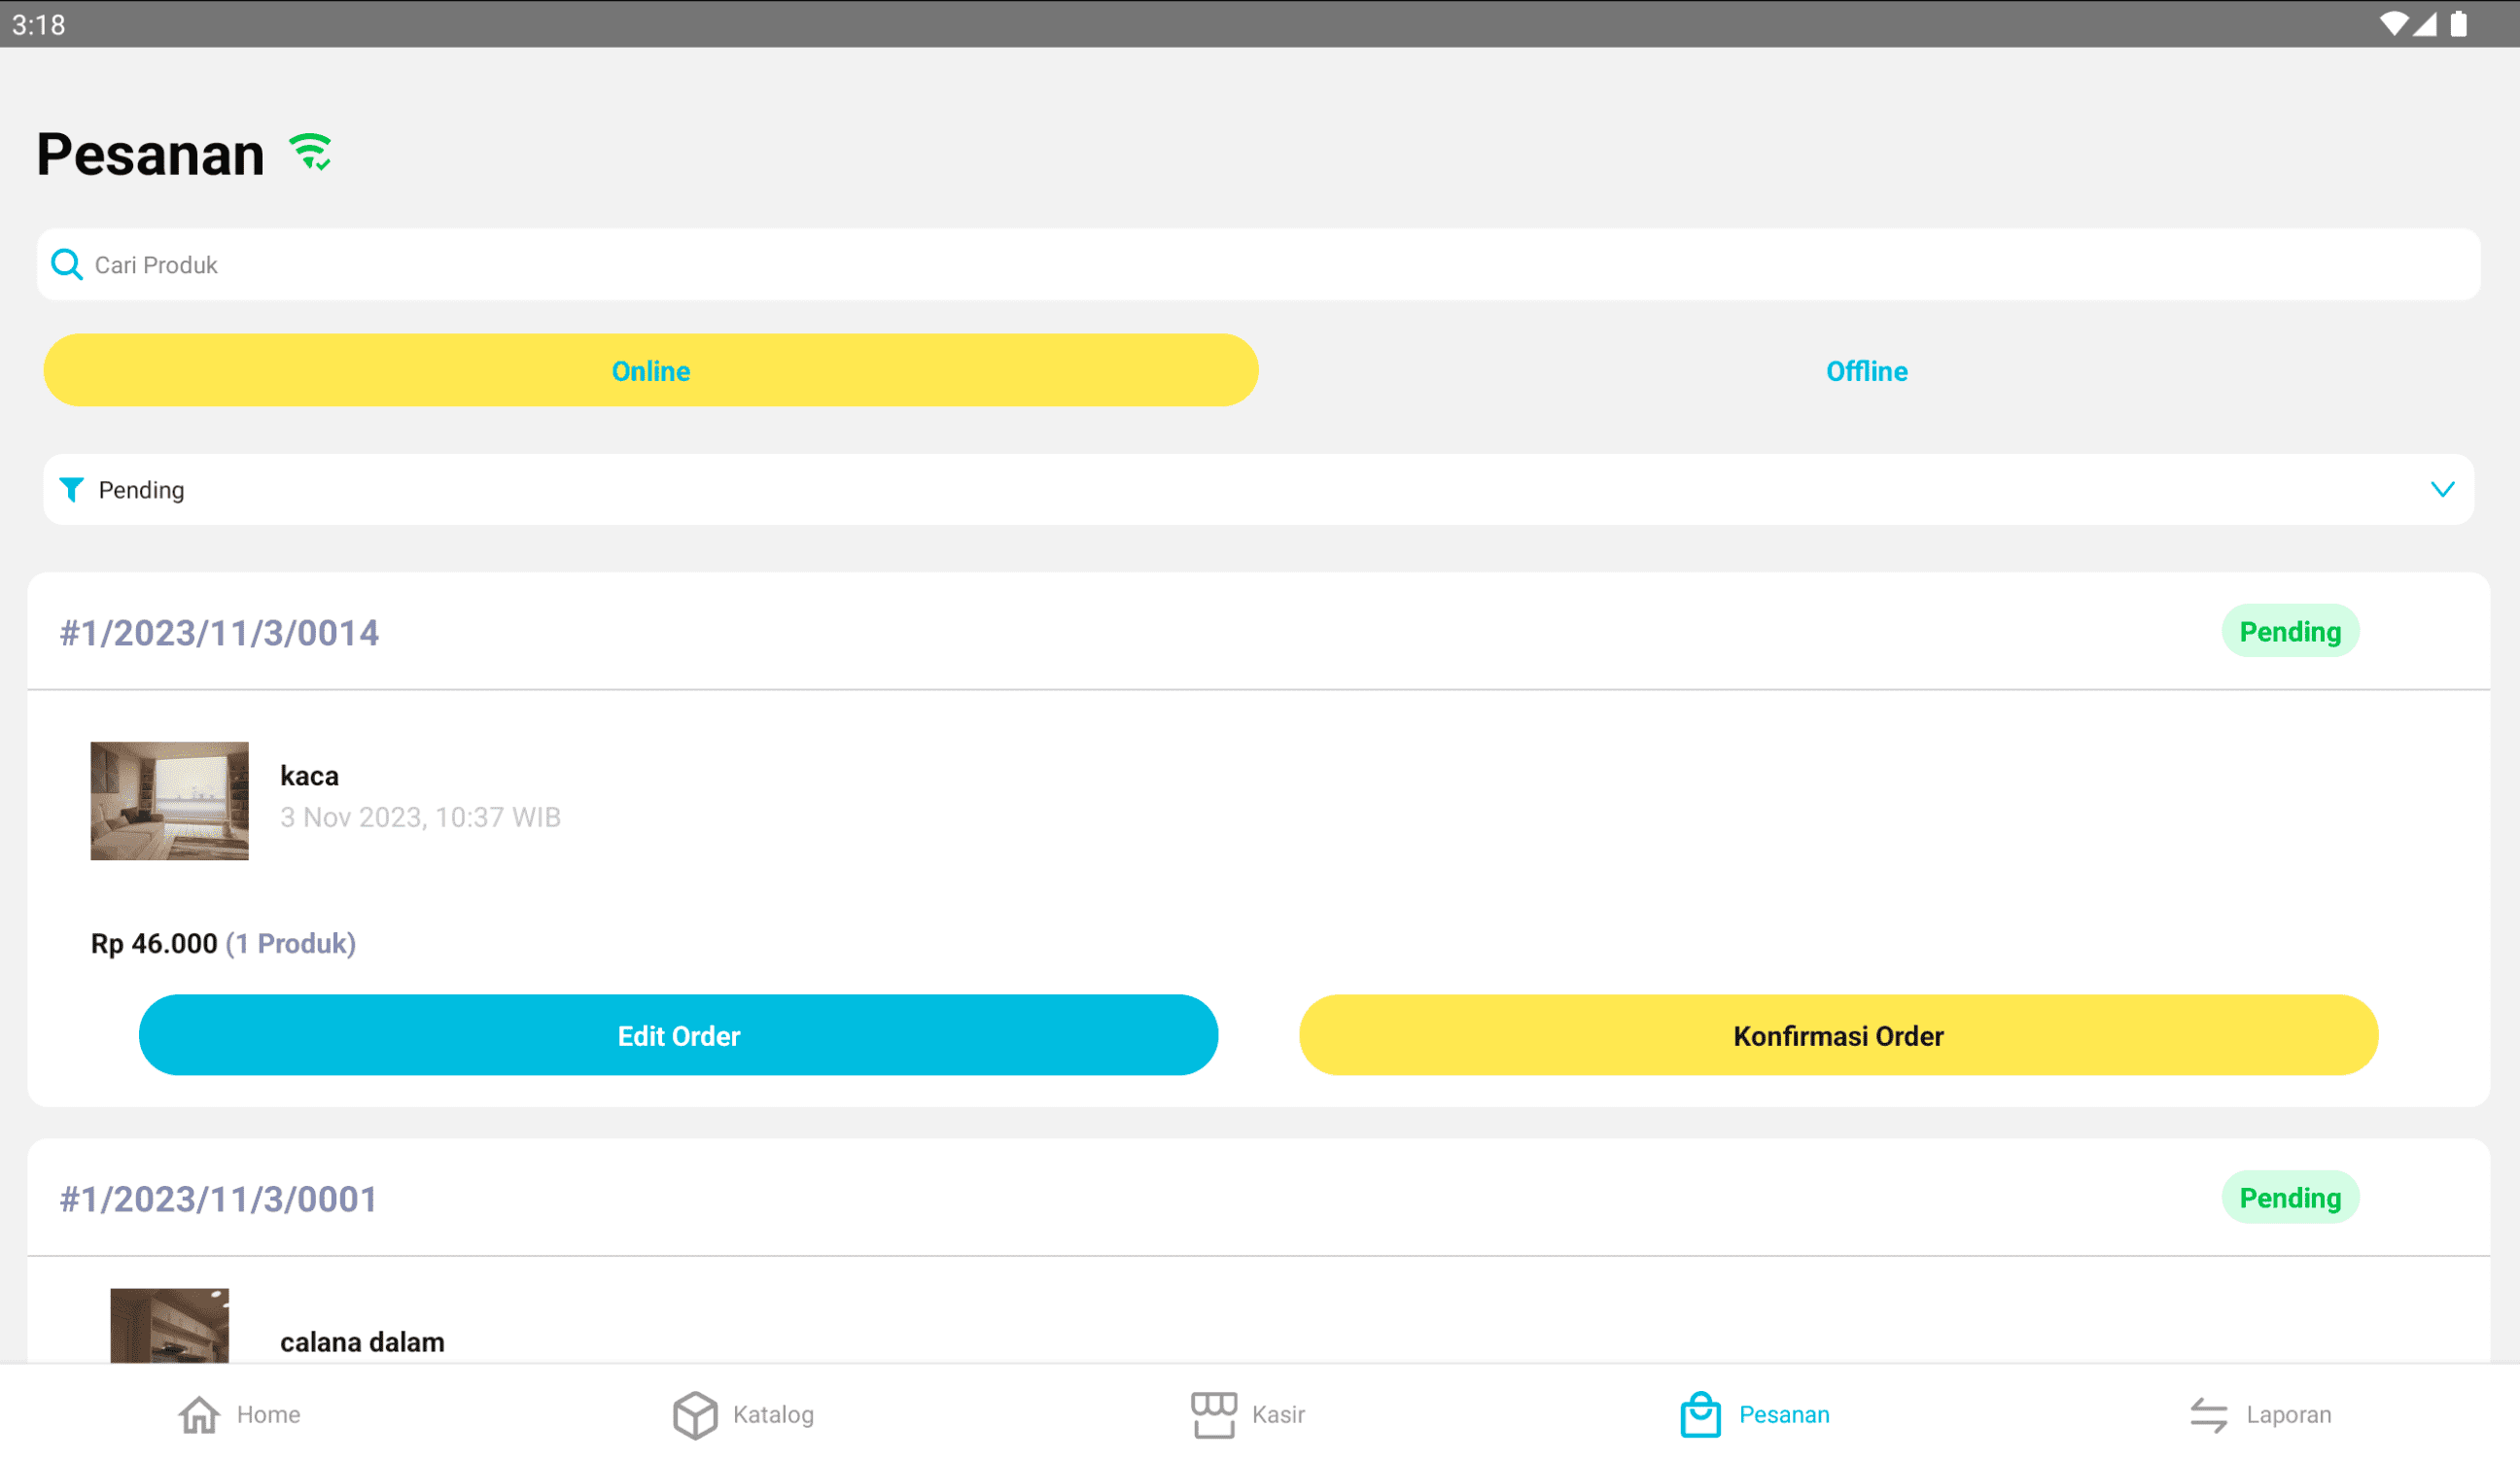 3:18
Pesanan
Cari Produk
Online
Offline
Pending
#1/2023/11/3/0014
Pending
kaca
3 Nov 2023, 10:37 WIB
Rp 46.000 (1 Produk)
Edit Order
Konfirmasi Order
#1/2023/11/3/0001
Pending
calana dalam
Home
Katalog
Kasir
Pesanan
Laporan